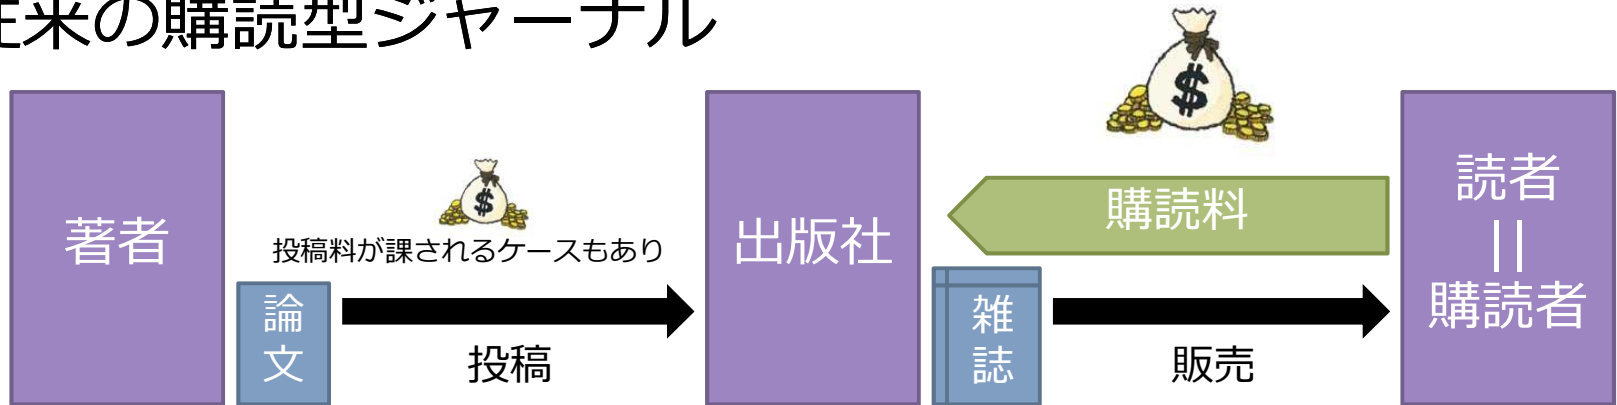 来の購読型ジャーナル
著者
投稿料が課されるケースもあり
論
文
投稿
出版社
購読料
雑
誌
販売
読者
||
購読者
$
$